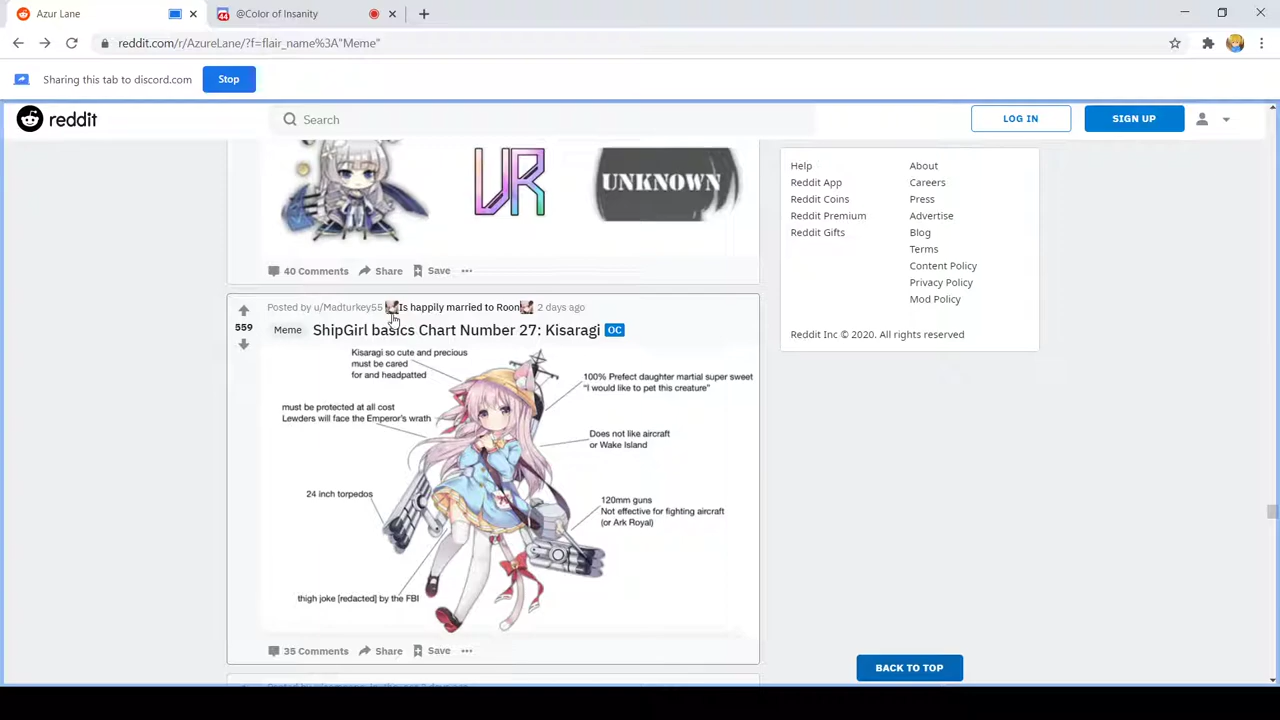 Azur Lane
44 @Color of Insanity
reddit.com/r/AzureLane/?f=flair_name%3A"Meme"
Sharing this tab to discord.com Stop
reddit Search LOG IN SIGN UP
UR UNKNOWN
40 Comments Share Save
Help About
Reddit App Careers
Reddit Coins Press
Reddit Premium Advertise
Reddit Gifts Blog
Terms
Content Policy
Privacy Policy
Mod Policy
Reddit Inc © 2020. All rights reserved
Posted by u/Madturkey55 Is happily married to Roon 2 days ago
559
Meme ShipGirl basics Chart Number 27: Kisaragi OC
Kisaragi so cute and precious
must be cared
for and headpatted
100% Prefect daughter martial super sweet
"I would like to pet this creature"
must be protected at all cost
Lewders will face the Emperor's wrath
Does not like aircraft
or Wake Island
24 inch torpedos
120mm guns
Not effective for fighting aircraft
(or Ark Royal)
thigh joke [redacted] by the FBI
35 Comments Share Save
BACK TO TOP